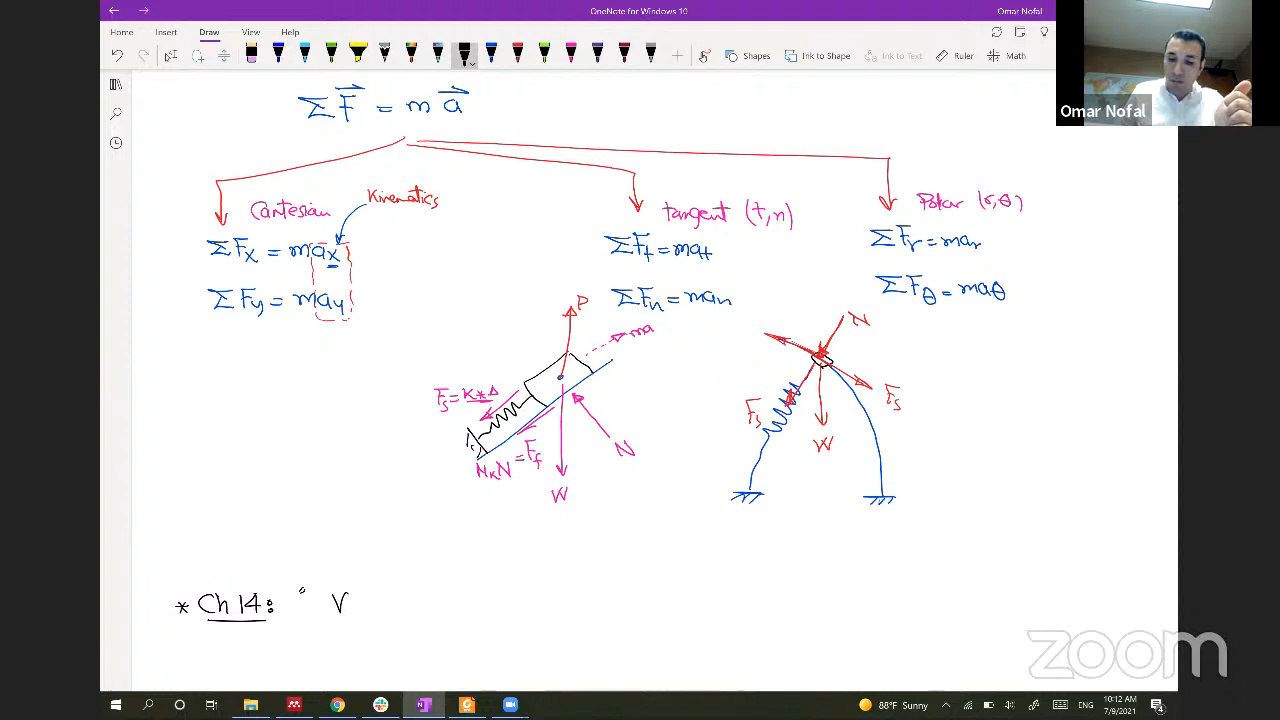 OneNote for Windows 10
Omar Nofal
Home Insert Draw View Help
Shapes Ink to Shape Ink to Text Ruler Math
Omar Nofal
ΣF = m a
Cartesian Kinematics
tangent (t,n)
Polar (r,θ)
ΣFx = max
ΣFt = mat
ΣFr = mar
ΣFy = may
ΣFn = man
ΣFθ = maθ
P
ma
N
Fs = K*Δ
Fs
Fs
W
N
μkN = Ff
W
* Ch 14: V
zoom
88°F Sunny
ENG
10:12 AM
7/9/2021
4